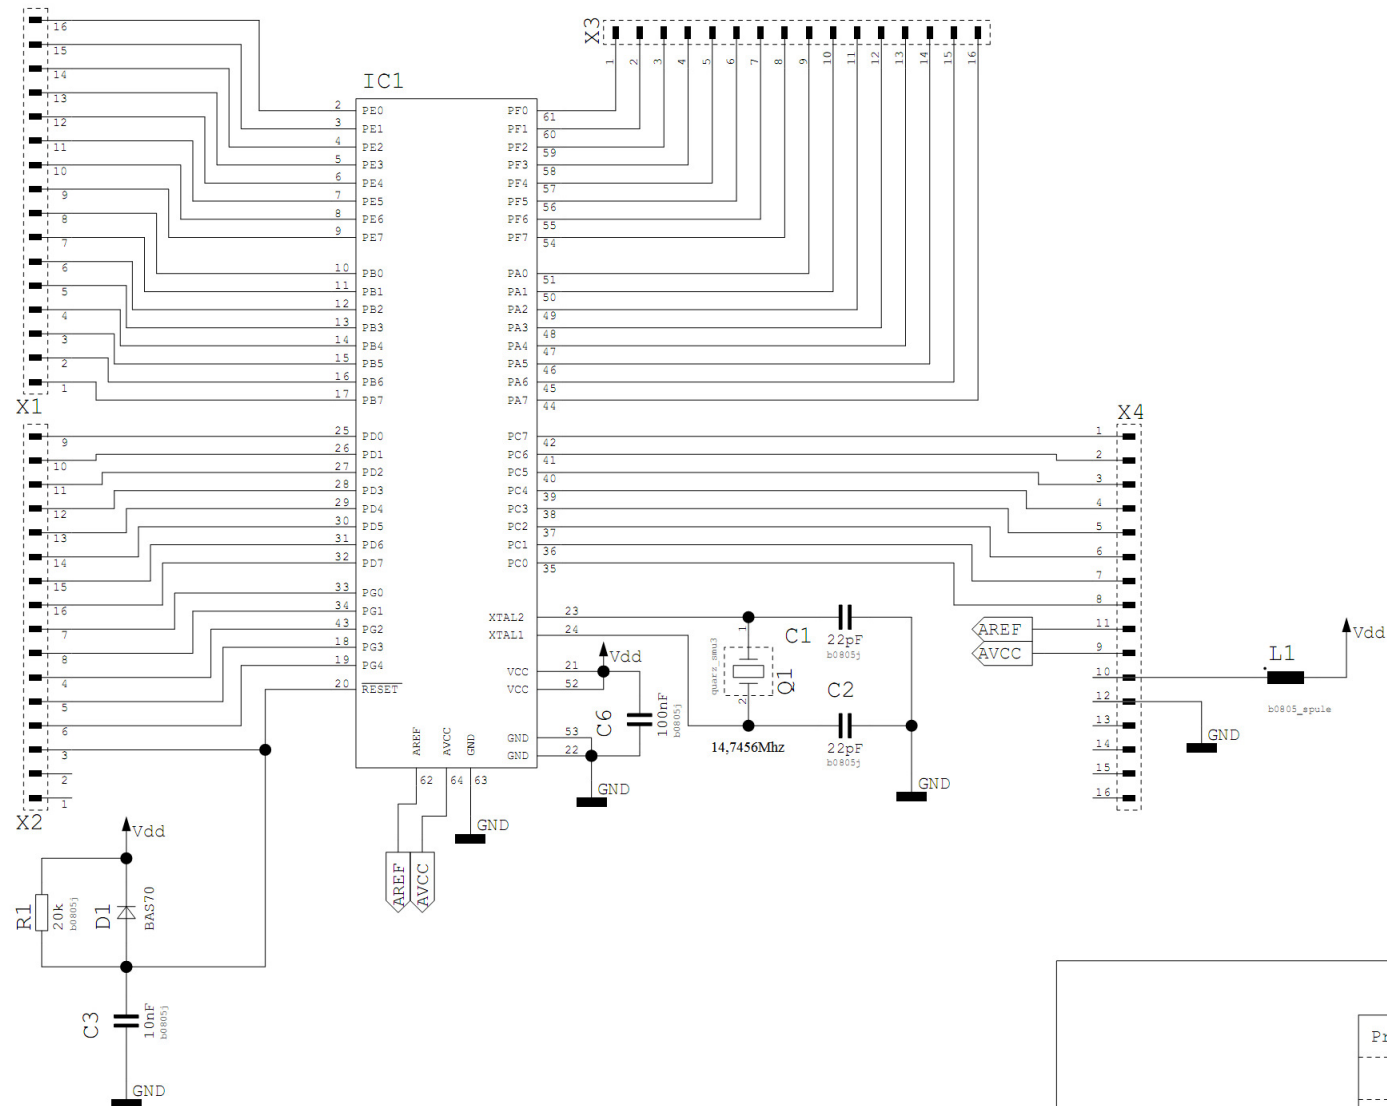 X3
1
2
3
4
5
6
7
8
9
10
11
12
13
14
15
16
16
15
14
13
12
11
10
9
8
7
6
5
4
3
2
1
X1
IC1
2 PE0 PF0 61
3 PE1 PF1 60
4 PE2 PF2 59
5 PE3 PF3 58
6 PE4 PF4 57
7 PE5 PF5 56
8 PE6 PF6 55
9 PE7 PF7 54
10 PB0 PA0 51
11 PB1 PA1 50
12 PB2 PA2 49
13 PB3 PA3 48
14 PB4 PA4 47
15 PB5 PA5 46
16 PB6 PA6 45
17 PB7 PA7 44
25 PD0 PC7 42
26 PD1 PC6 41
27 PD2 PC5 40
28 PD3 PC4 39
29 PD4 PC3 38
30 PD5 PC2 37
31 PD6 PC1 36
32 PD7 PC0 35
33 PG0
34 PG1
43 PG2
18 PG3
19 PG4
20 RESET
XTAL2 23
XTAL1 24
VCC 21
VCC 52
GND 53
GND 22
AREF
AVCC
GND
62 64 63
GND
AREF
AVCC
9
10
11
12
13
14
15
16
7
8
4
5
6
3
2
1
X2
X4
1
2
3
4
5
6
7
8
11
9
10
12
13
14
15
16
AREF
AVCC
L1
b0805_spule
Vdd
GND
C1
22pF
b0805j
quarz_smu3
1
2
Q1
14,7456Mhz
C2
22pF
b0805j
GND
Vdd
C6
100nF
b0805j
GND
Vdd
R1
20k
b0805j
D1
BAS70
C3
10nF
b0805j
GND
Pr